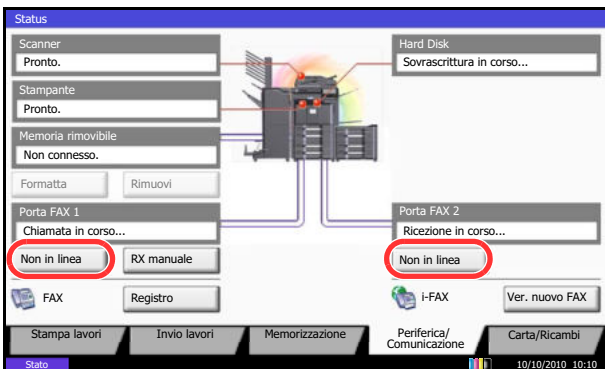 Status
Scanner
Pronto.
Hard Disk
Sovrascrittura in corso...
Stampante
Pronto.
Memoria rimovibile
Non connesso.
Formatta
Rimuovi
Porta FAX 1
Chiamata in corso...
Porta FAX 2
Ricezione in corso...
Non in linea
RX manuale
Non in linea
FAX
Registro
i-FAX
Ver. nuovo FAX
Stampa lavori
Invio lavori
Memorizzazione
Periferica/
Comunicazione
Carta/Ricambi
Stato
10/10/2010 10:10